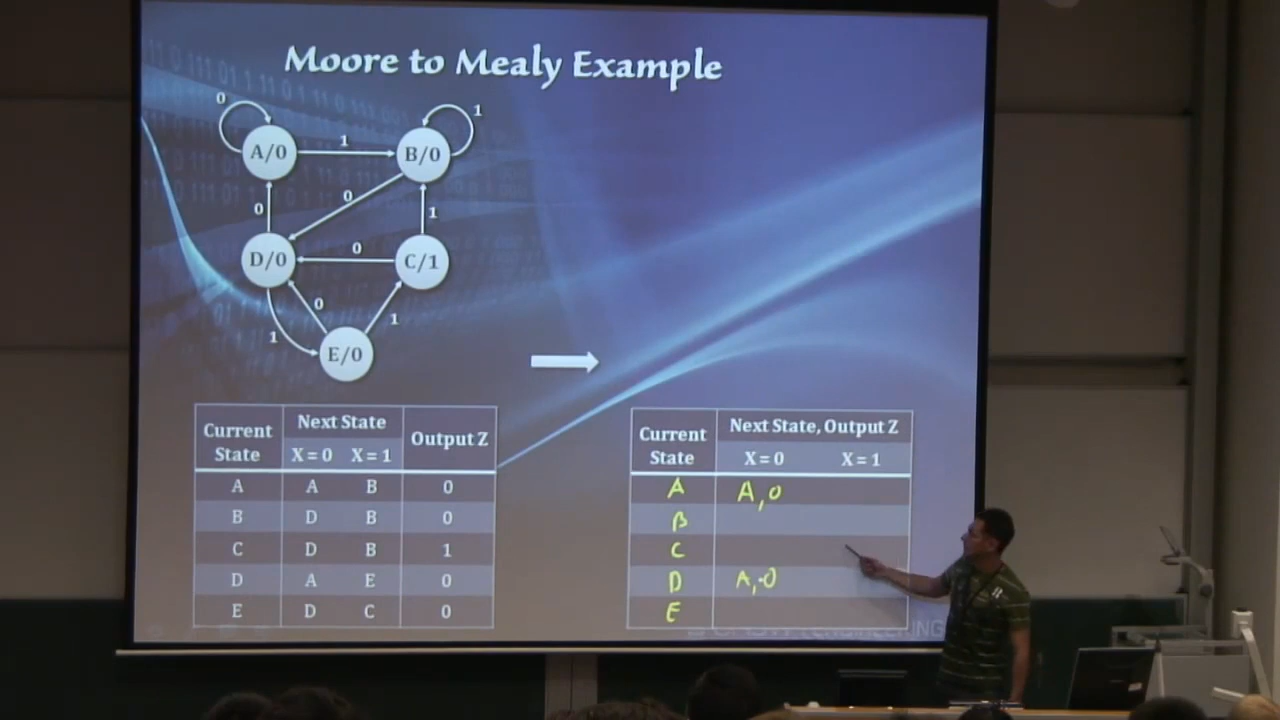 Moore to Mealy Example
0
1
A/0
1
B/0
0
0
1
D/0
0
C/1
0
1
1
E/0
Current State
Next State
Output Z
X = 0
X = 1
A A B 0
B D B 0
C D B 1
D A E 0
E D C 0
Current State
Next State, Output Z
X = 0
X = 1
A A,0
B
C
D A,0
E